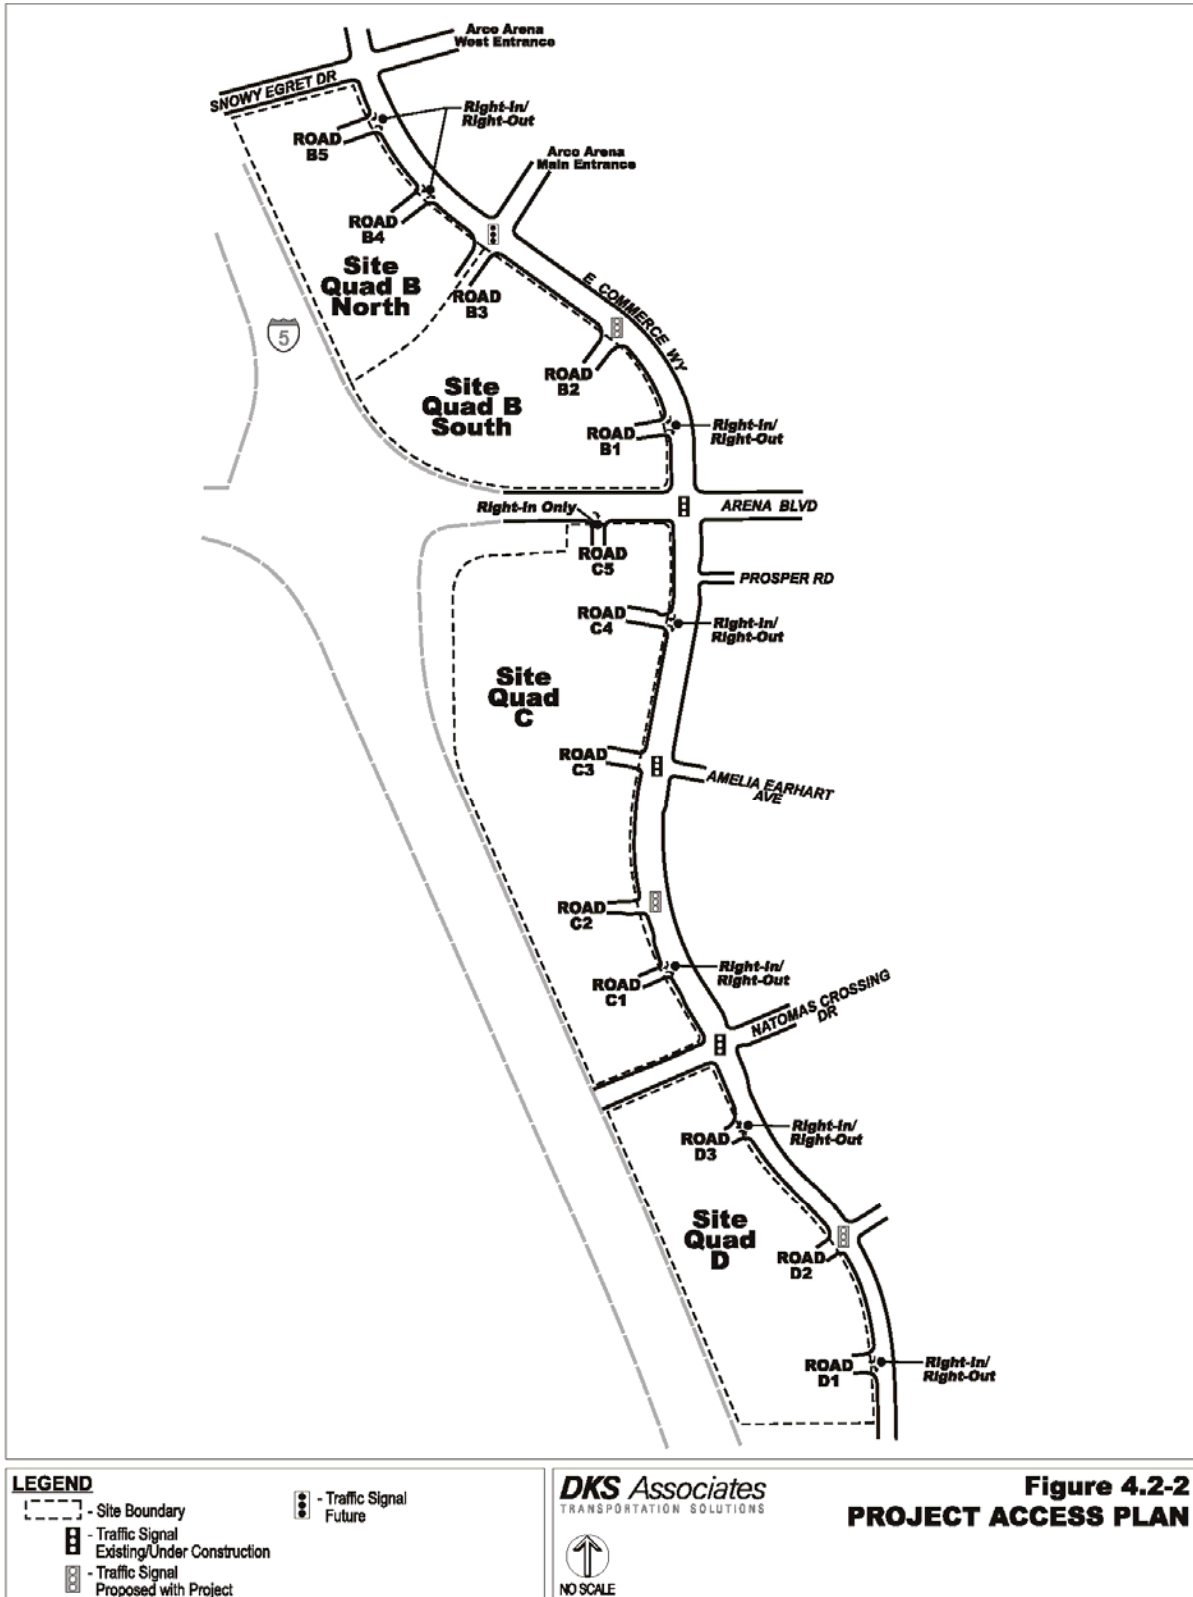 Arco Arena
West Entrance
SNOWY EGRET DR
Right-In/
Right-Out
ROAD
B5
Arco Arena
Main Entrance
ROAD
B4
Site
Quad B
North
ROAD
B3
E COMMERCE WY
5
ROAD
B2
Site
Quad B
South
ROAD
B1
Right-In/
Right-Out
Right-In Only
ARENA BLVD
ROAD
C5
PROSPER RD
ROAD
C4
Right-In/
Right-Out
Site
Quad
C
ROAD
C3
AMELIA EARHART
AVE
ROAD
C2
Right-In/
Right-Out
ROAD
C1
NATOMAS CROSSING
DR
Right-In/
Right-Out
ROAD
D3
Site
Quad
D
ROAD
D2
ROAD
D1
Right-In/
Right-Out
LEGEND
- Site Boundary
- Traffic Signal
Existing/Under Construction
- Traffic Signal
Proposed with Project
- Traffic Signal
Future
DKS Associates
TRANSPORTATION SOLUTIONS
NO SCALE
Figure 4.2-2
PROJECT ACCESS PLAN